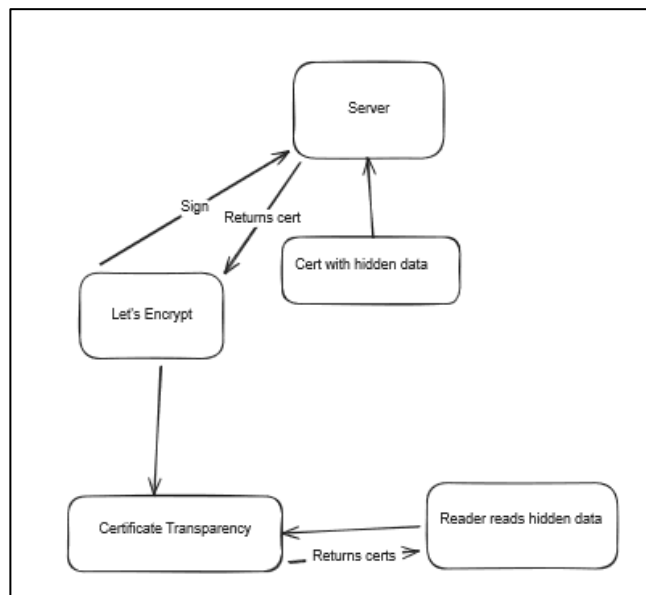 Server
Sign
Returns cert
Cert with hidden data
Let's Encrypt
Certificate Transparency
Reader reads hidden data
Returns certs